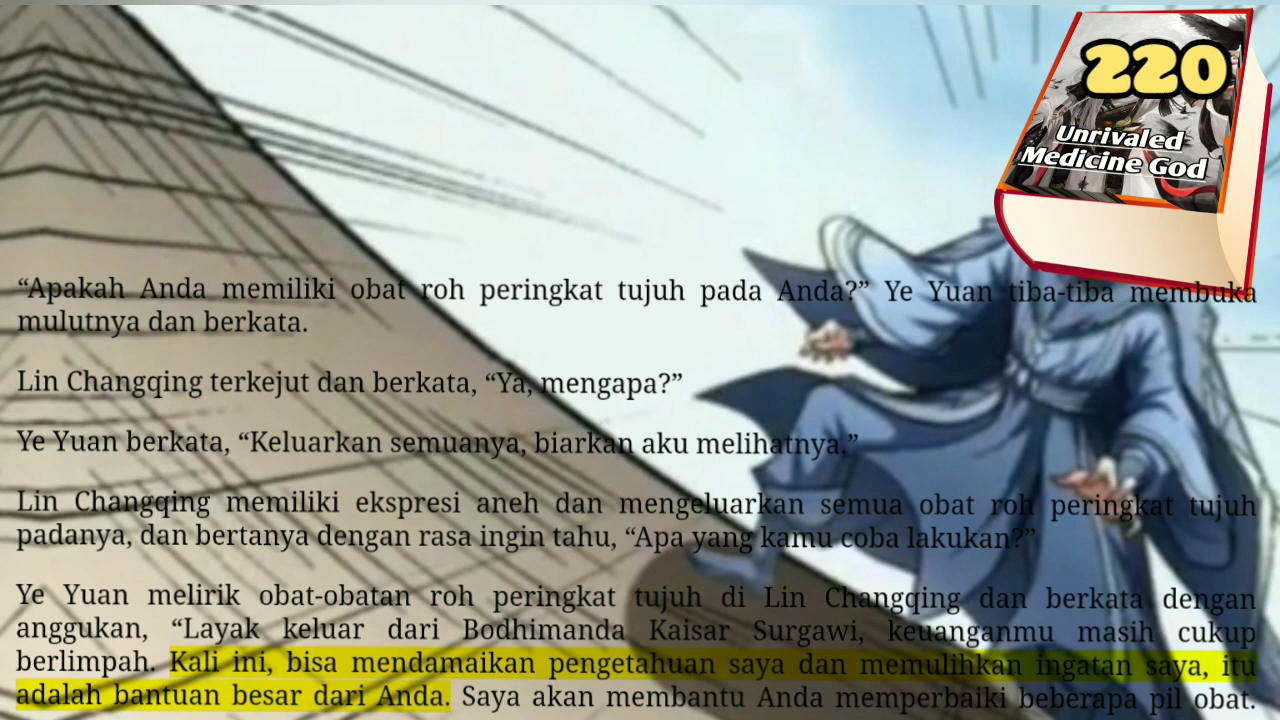 220
Unrivaled
Medicine God
“Apakah Anda memiliki obat roh peringkat tujuh pada Anda?” Ye Yuan tiba-tiba membuka
mulutnya dan berkata.
Lin Changqing terkejut dan berkata, “Ya, mengapa?”
Ye Yuan berkata, “Keluarkan semuanya, biarkan aku melihatnya.”
Lin Changqing memiliki ekspresi aneh dan mengeluarkan semua obat roh peringkat tujuh
padanya, dan bertanya dengan rasa ingin tahu, “Apa yang kamu coba lakukan?”
Ye Yuan melirik obat-obatan roh peringkat tujuh di Lin Changqing dan berkata dengan
anggukan, “Layak keluar dari Bodhimanda Kaisar Surgawi, keuanganmu masih cukup
berlimpah. Kali ini, bisa mendamaikan pengetahuan saya dan memulihkan ingatan saya, itu
adalah bantuan besar dari Anda. Saya akan membantu Anda memperbaiki beberapa pil obat.